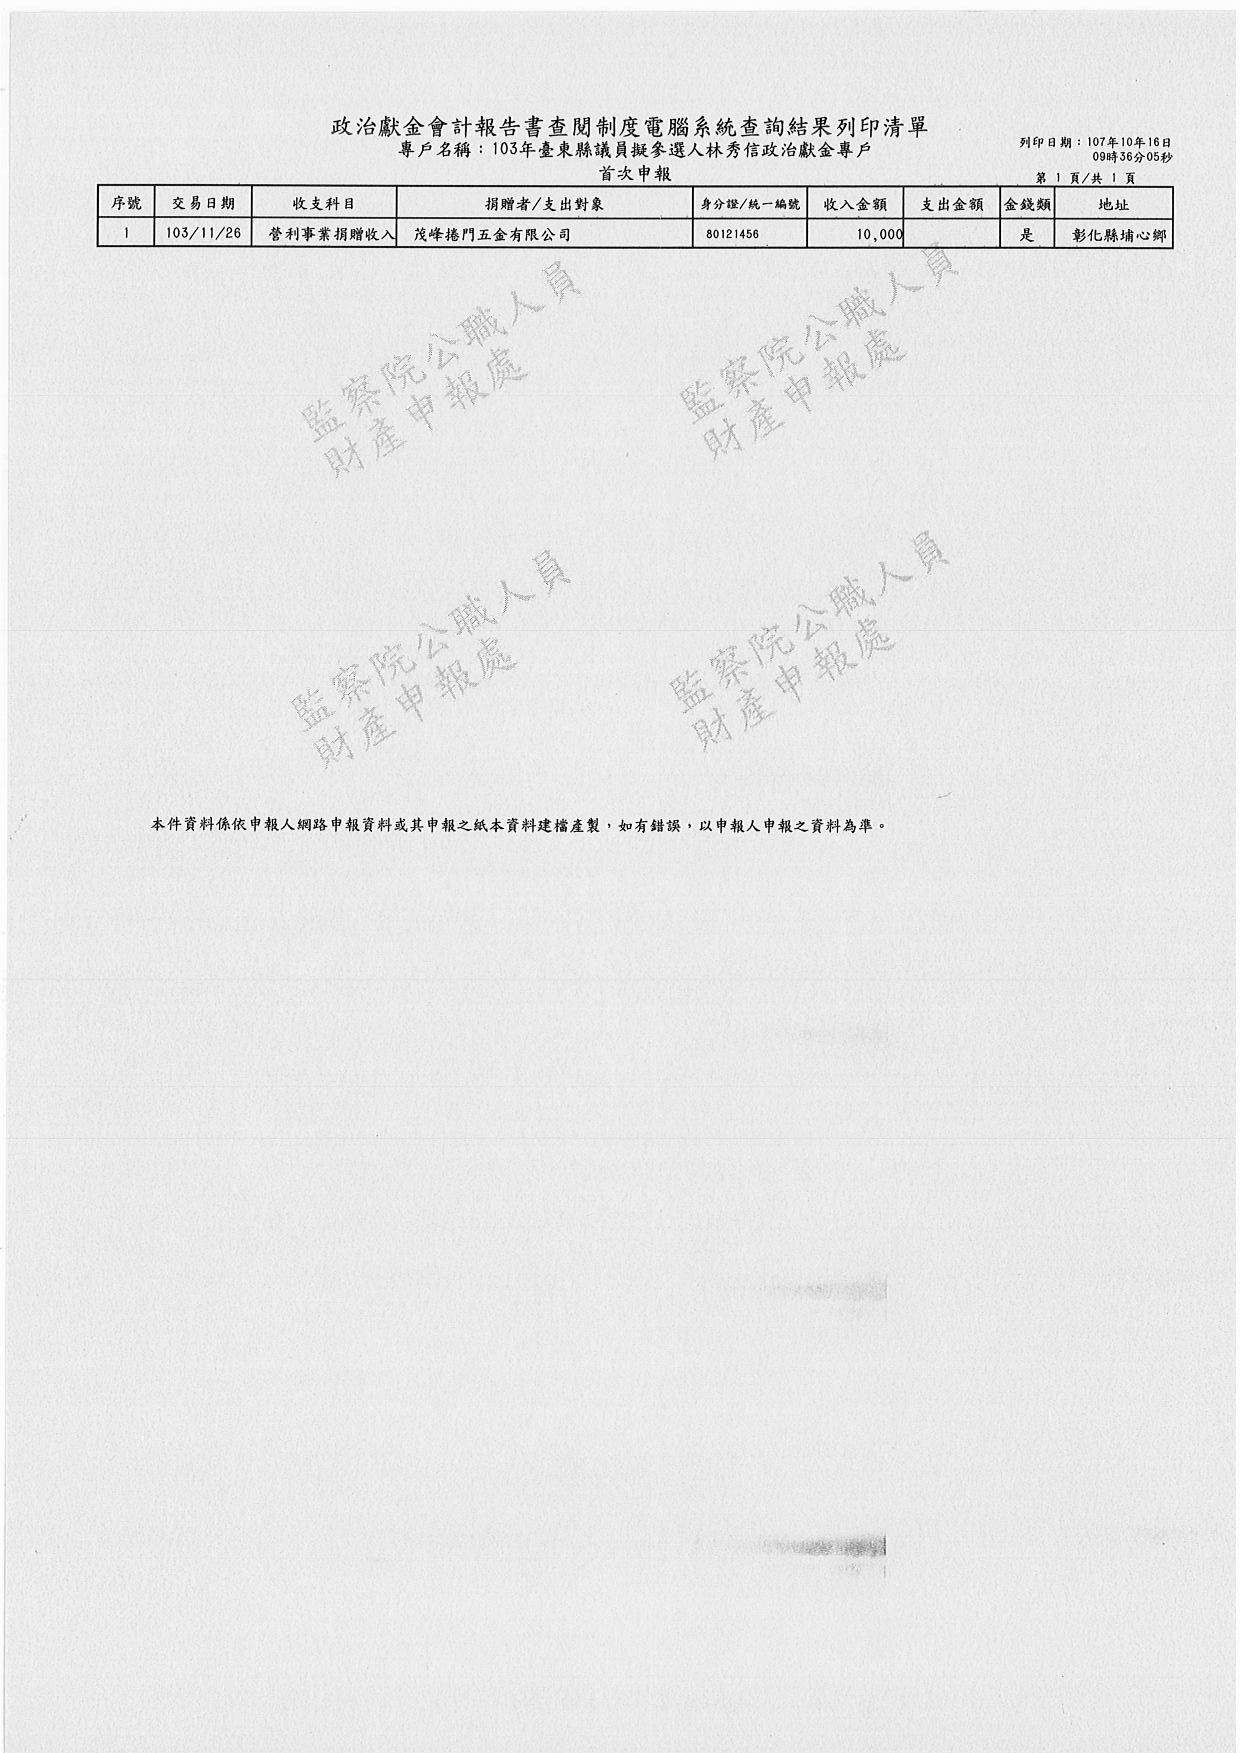 政治獻金會計報告書查閱制度電腦系統查詢結果列印清單
專戶名稱：103年臺東縣議員擬參選人林秀信政治獻金專戶
列印日期：107年10月16日
09時36分05秒
首次申報
第 1 頁/共 1 頁
序號 交易日期 收支科目 捐贈者/支出對象 身分證/統一編號 收入金額 支出金額 金錢類 地址
1 103/11/26 營利事業捐贈收入 茂峰捲門五金有限公司 80121456 10,000 是 彰化縣埔心鄉
監察院公職人員
財產申報處
監察院公職人員
財產申報處
監察院公職人員
財產申報處
監察院公職人員
財產申報處
本件資料係依申報人網路申報資料或其申報之紙本資料建檔產製，如有錯誤，以申報人申報之資料為準。